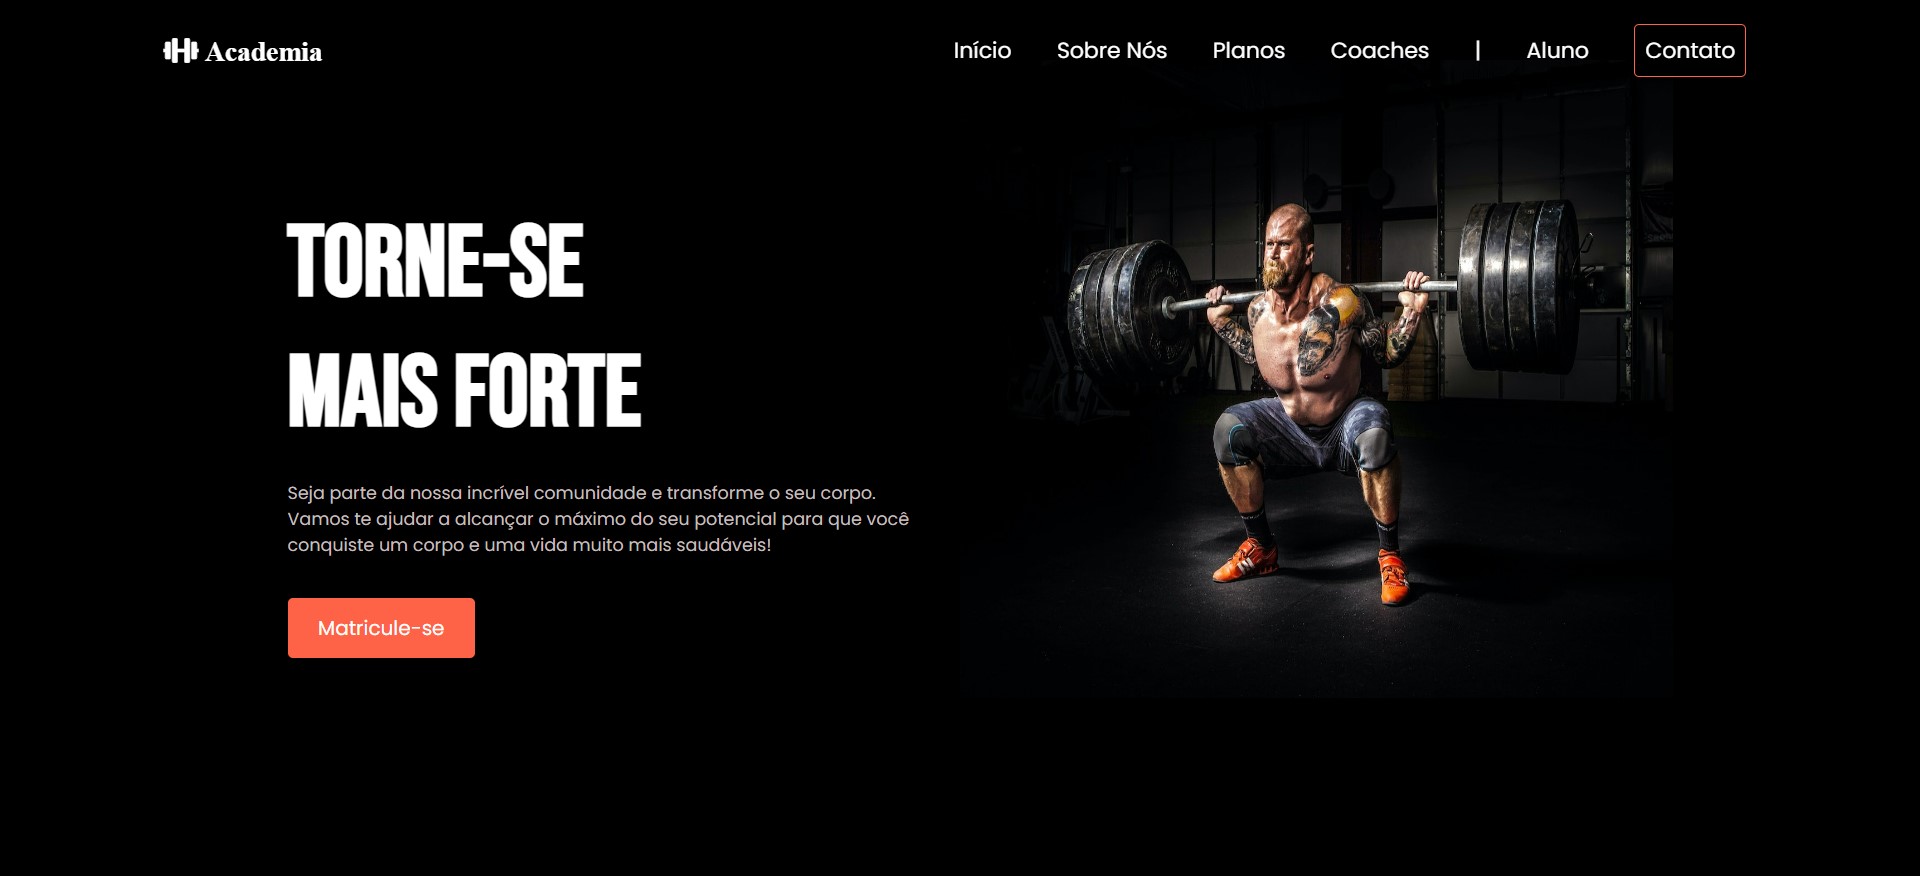 Academia
Início Sobre Nós Planos Coaches | Aluno Contato
TORNE-SE
MAIS FORTE
Seja parte da nossa incrível comunidade e transforme o seu corpo.
Vamos te ajudar a alcançar o máximo do seu potencial para que você
conquiste um corpo e uma vida muito mais saudáveis!
Matricule-se